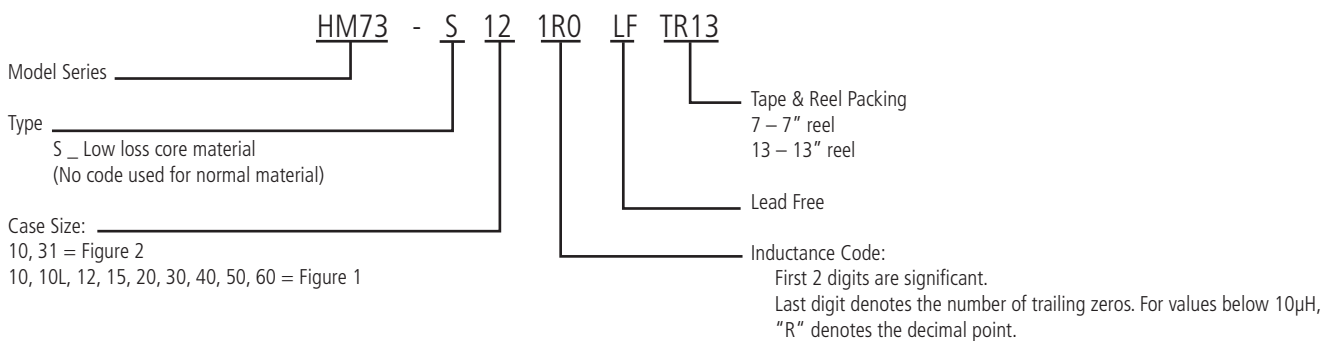 HM73 - S 12 1R0 LF TR13
Model Series
Type
S _ Low loss core material
(No code used for normal material)
Case Size:
10, 31 = Figure 2
10, 10L, 12, 15, 20, 30, 40, 50, 60 = Figure 1
Tape & Reel Packing
7 – 7” reel
13 – 13” reel
Lead Free
Inductance Code:
First 2 digits are significant.
Last digit denotes the number of trailing zeros. For values below 10µH,
“R“ denotes the decimal point.